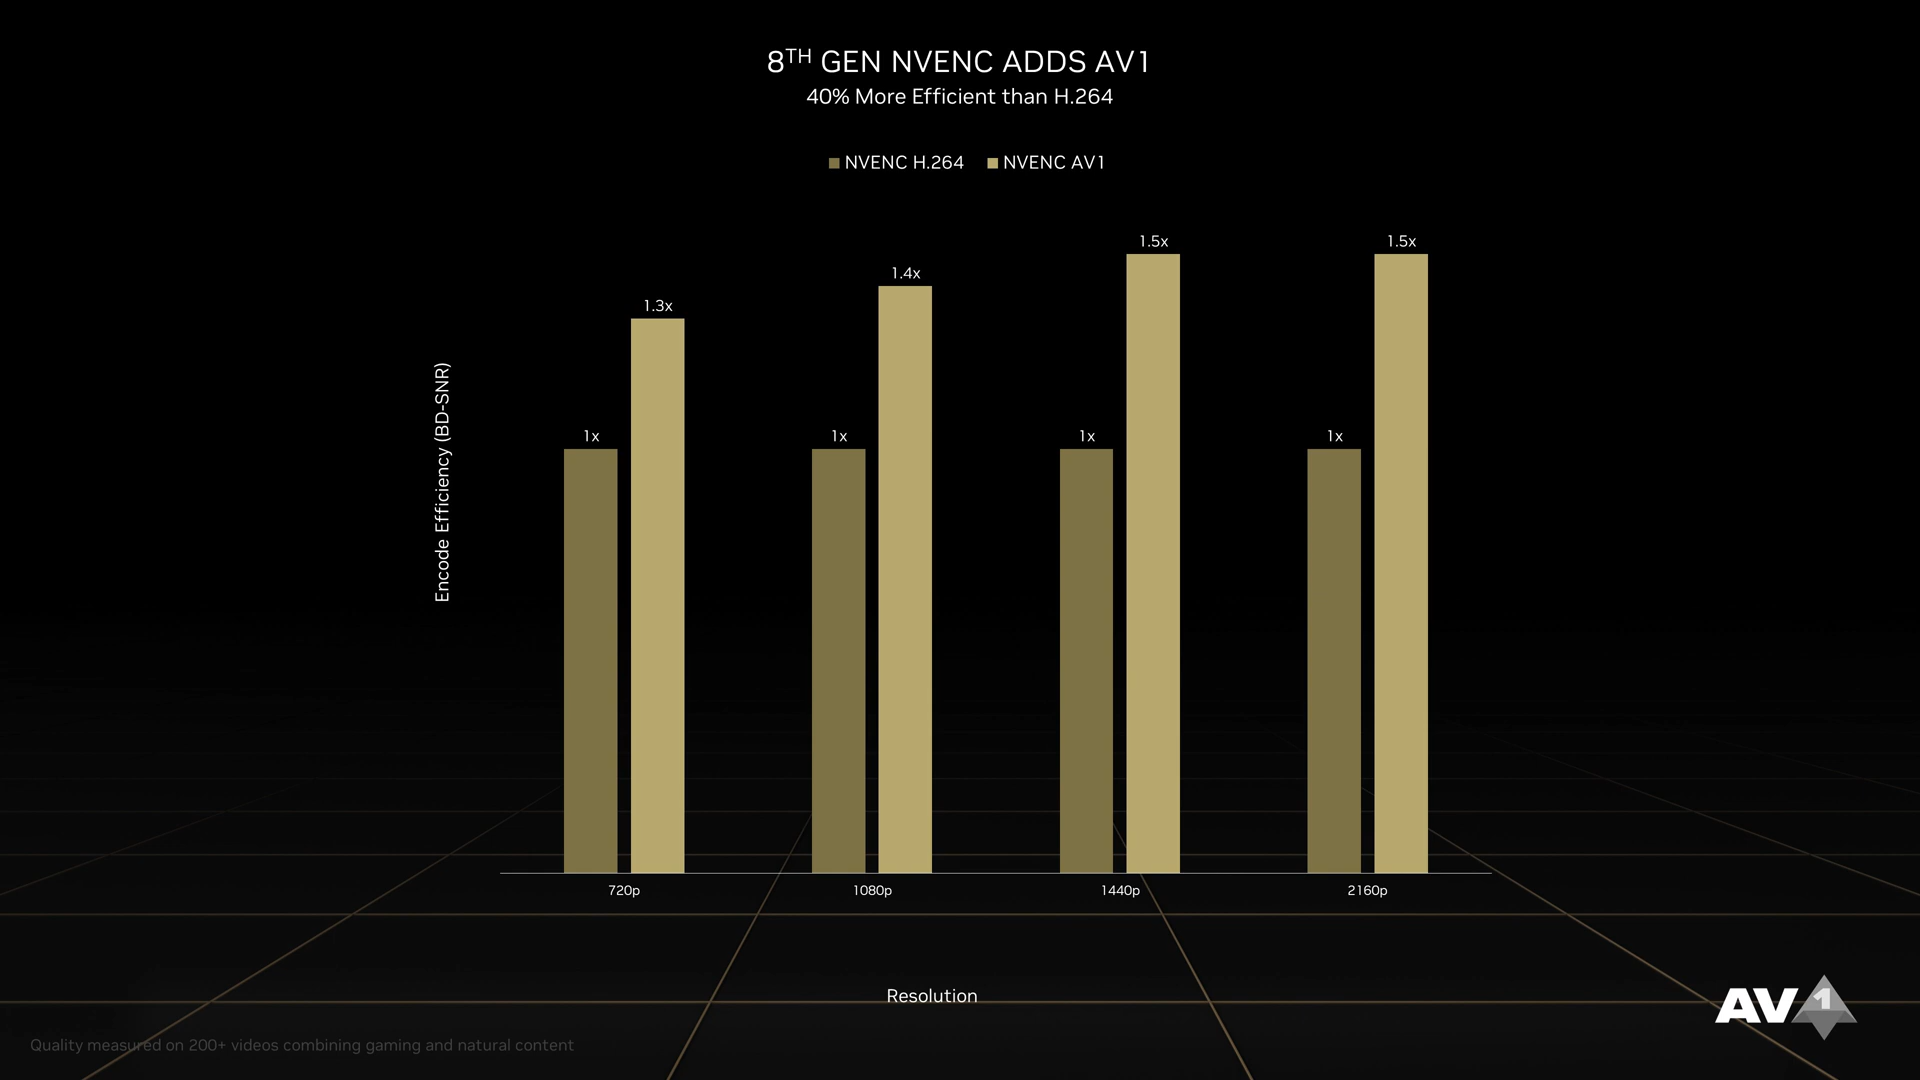 8TH GEN NVENC ADDS AV1
40% More Efficient than H.264
NVENC H.264 NVENC AV1
1.5x 1.5x
1.4x
1.3x
1x 1x 1x 1x
Encode Efficiency (BD-SNR)
720p 1080p 1440p 2160p
Resolution
AV1
Quality measured on 200+ videos combining gaming and natural content